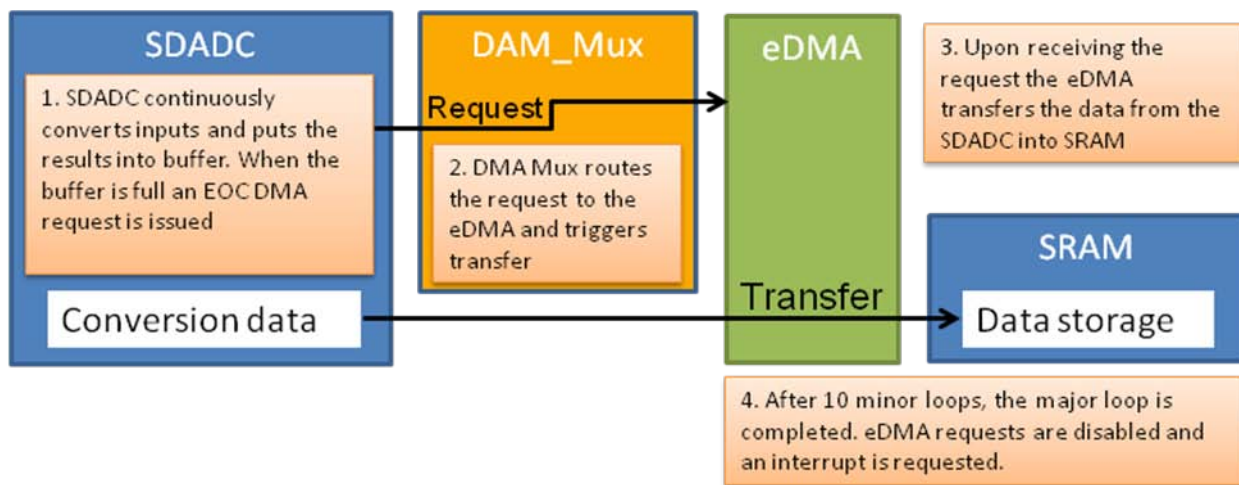 SDADC
1. SDADC continuously
converts inputs and puts the
results into buffer. When the
buffer is full an EOC DMA
request is issued
Conversion data
DAM_Mux
Request
2. DMA Mux routes
the request to the
eDMA and triggers
transfer
eDMA
Transfer
3. Upon receiving the
request the eDMA
transfers the data from the
SDADC into SRAM
SRAM
Data storage
4. After 10 minor loops, the major loop is
completed. eDMA requests are disabled and
an interrupt is requested.